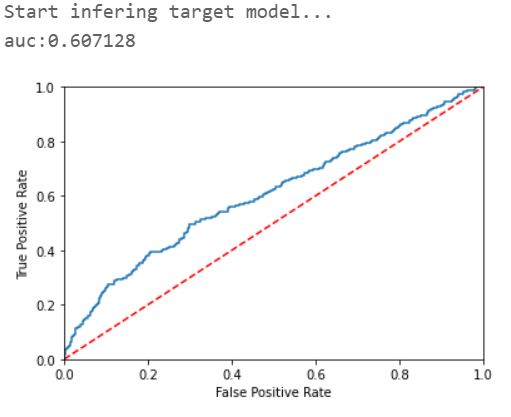 Start infering target model...
auc:0.607128
1.0
0.8
0.6
0.4
0.2
0.0
True Positive Rate
0.0 0.2 0.4 0.6 0.8 1.0
False Positive Rate